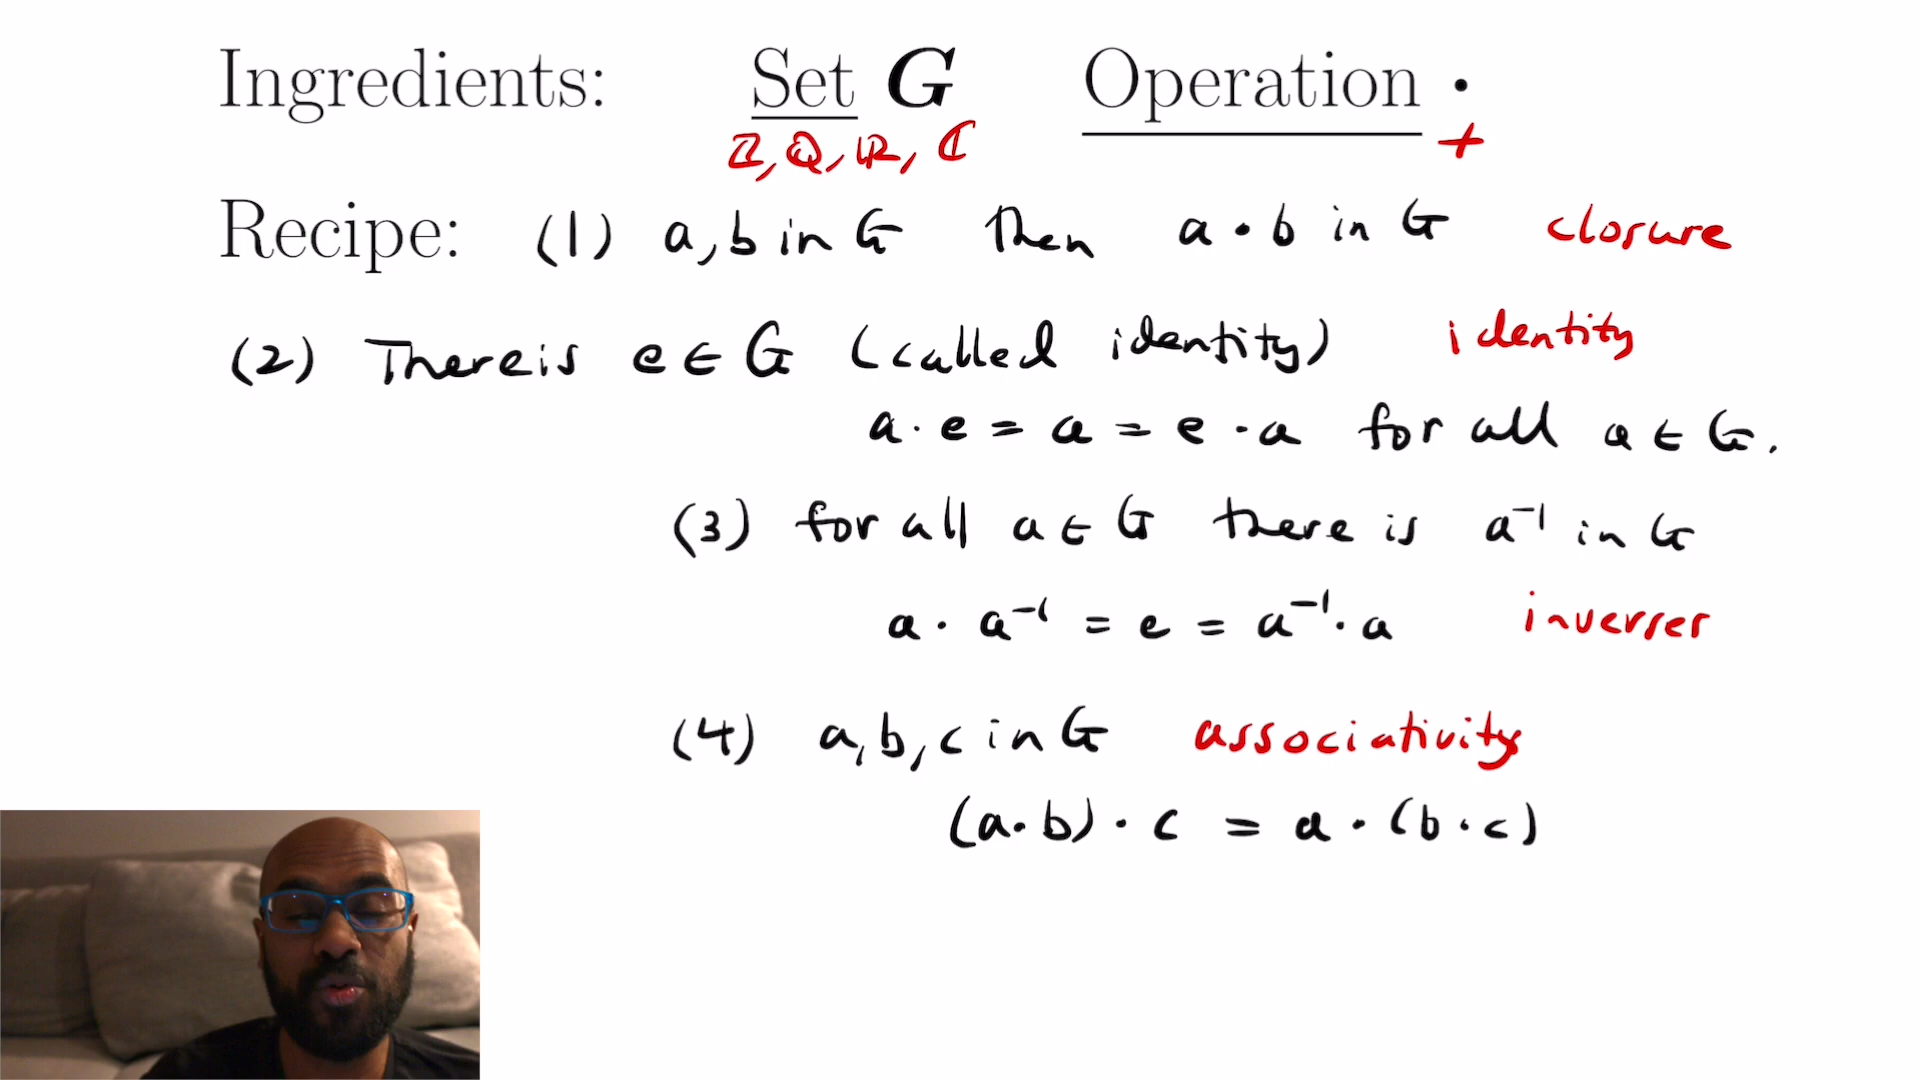 Ingredients: Set G Operation ·
ℤ, ℚ, ℝ, ℂ +
Recipe: (1) a, b in G then a · b in G closure
(2) There is e ∈ G (called identity) identity
a · e = a = e · a for all a ∈ G.
(3) for all a ∈ G there is a⁻¹ in G
a · a⁻¹ = e = a⁻¹ · a inverses
(4) a, b, c in G associativity
(a · b) · c = a · (b · c)